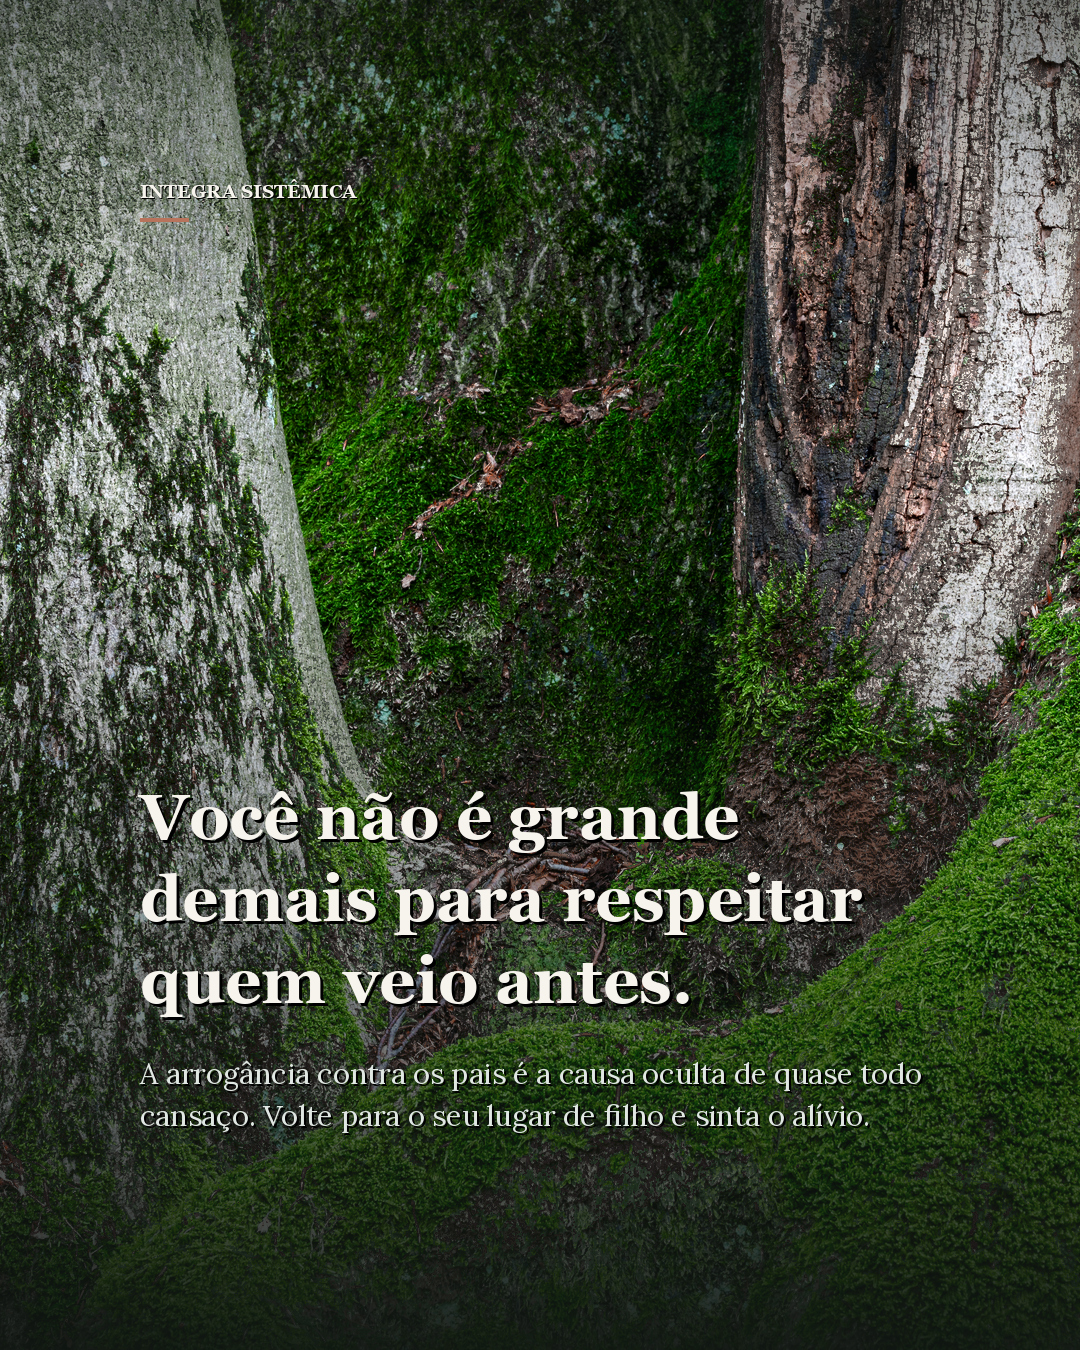 INTEGRA SISTÊMICA
Você não é grande
demais para respeitar
quem veio antes.
A arrogância contra os pais é a causa oculta de quase todo
cansaço. Volte para o seu lugar de filho e sinta o alívio.